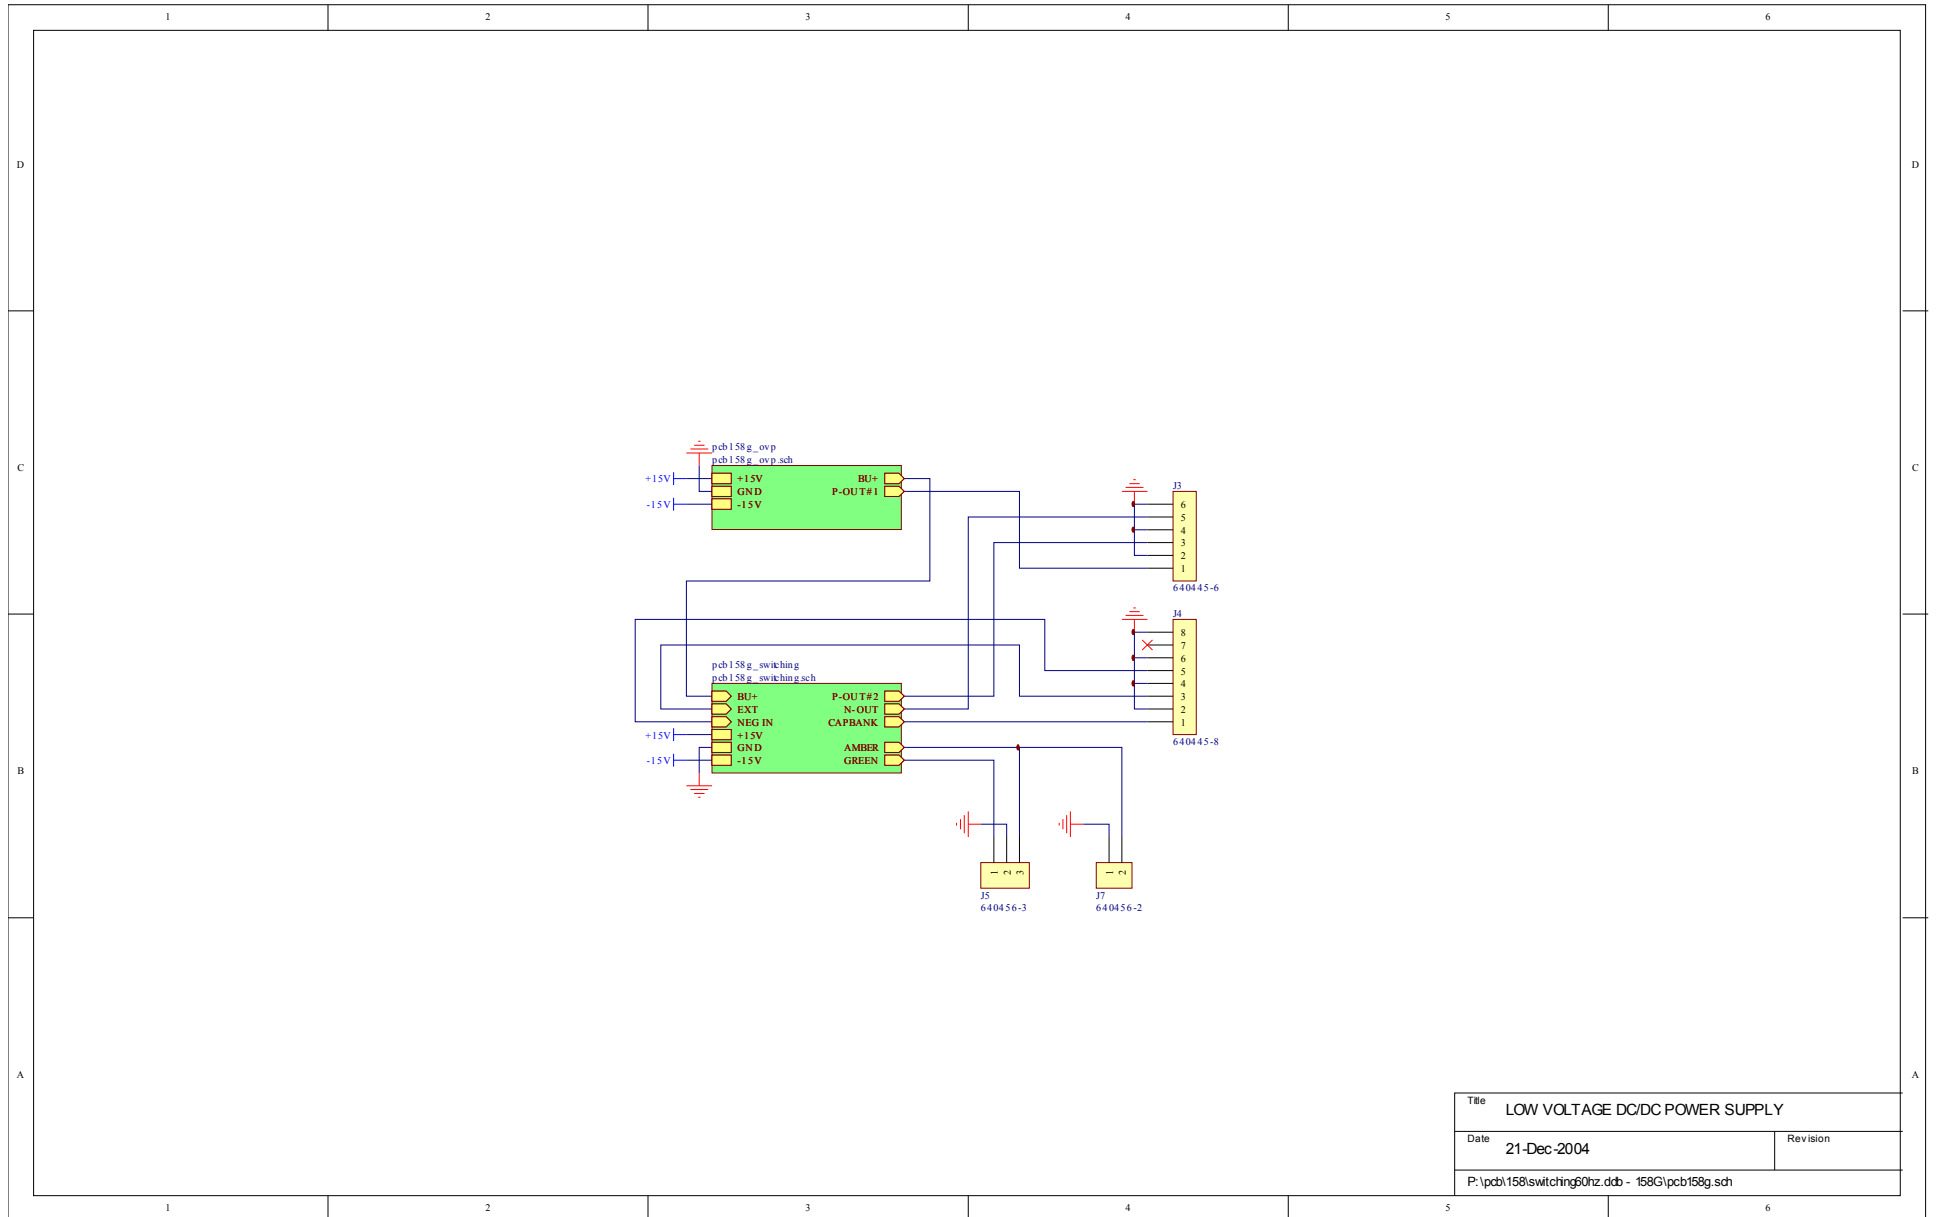 1 2 3 4 5 6
D D
C C
pcb158g_ovp
pcb158g_ovp.sch
+15V +15V BU+
GND P-OUT#1
-15V -15V
J3
6
5
4
3
2
1
640445-6
J4
8
7
6
5
4
3
2
1
640445-8
pcb158g_switching
pcb158g_switching.sch
BU+ P-OUT#2
EXT N-OUT
NEG IN CAPBANK
+15V +15V
GND AMBER
-15V -15V GREEN
B B
1 2 3
J5
640456-3
1 2
J7
640456-2
A A
Title LOW VOLTAGE DC/DC POWER SUPPLY
Date 21-Dec-2004 Revision
P:\pcb\158\switching60hz.ddb - 158G\pcb158g.sch
1 2 3 4 5 6